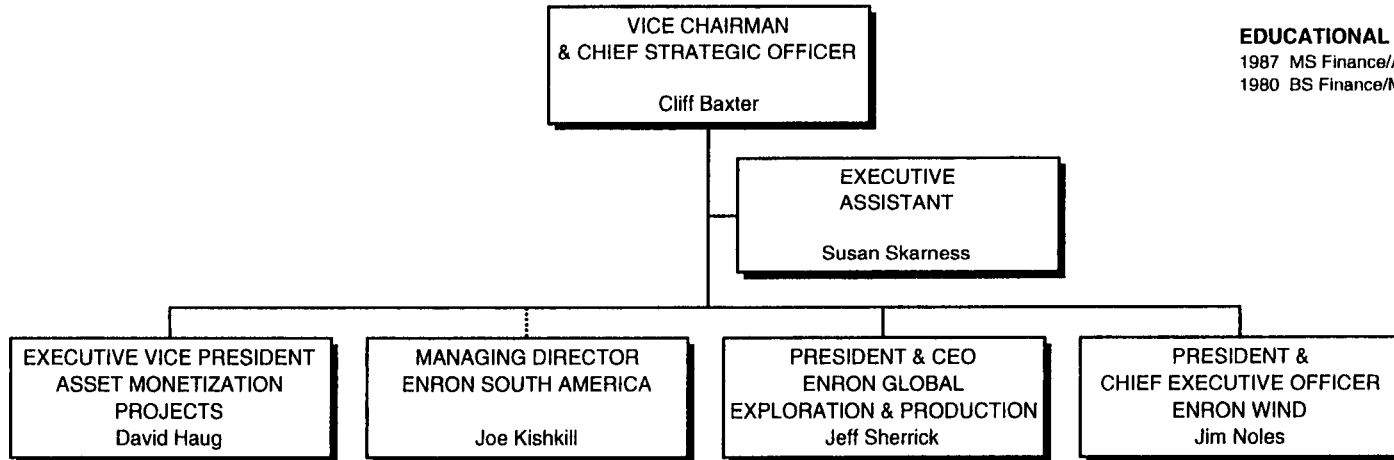 VICE CHAIRMAN
& CHIEF STRATEGIC OFFICER
Cliff Baxter
EDUCATIONAL
1987 MS Finance/
1980 BS Finance/
EXECUTIVE
ASSISTANT
Susan Skarness
EXECUTIVE VICE PRESIDENT
ASSET MONETIZATION
PROJECTS
David Haug
MANAGING DIRECTOR
ENRON SOUTH AMERICA
Joe Kishkill
PRESIDENT & CEO
ENRON GLOBAL
EXPLORATION & PRODUCTION
Jeff Sherrick
PRESIDENT &
CHIEF EXECUTIVE OFFICER
ENRON WIND
Jim Noles